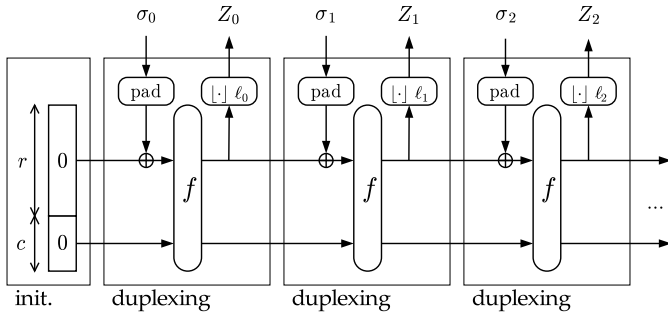 σ₀ Z₀ σ₁ Z₁ σ₂ Z₂
pad ⌊·⌋ ℓ₀ pad ⌊·⌋ ℓ₁ pad ⌊·⌋ ℓ₂
r 0
f f f
...
c 0
init. duplexing duplexing duplexing